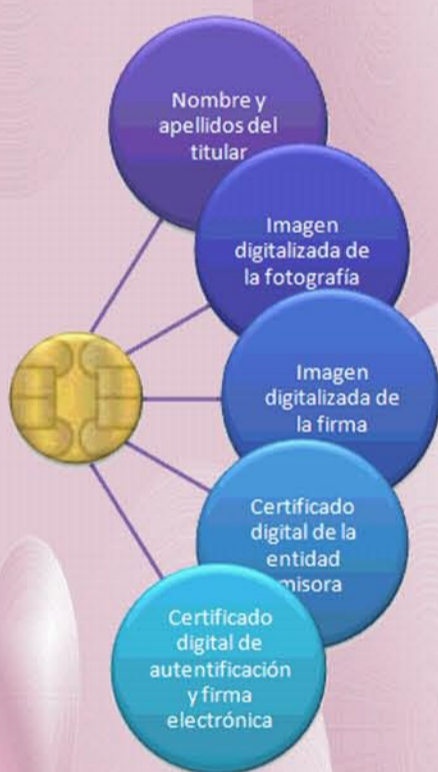 Nombre y
apellidos del
titular
Imagen
digitalizada de
la fotografía
Imagen
digitalizada de
la firma
Certificado
digital de la
entidad
misora
Certificado
digital de
autentificación
y firma
electrónica